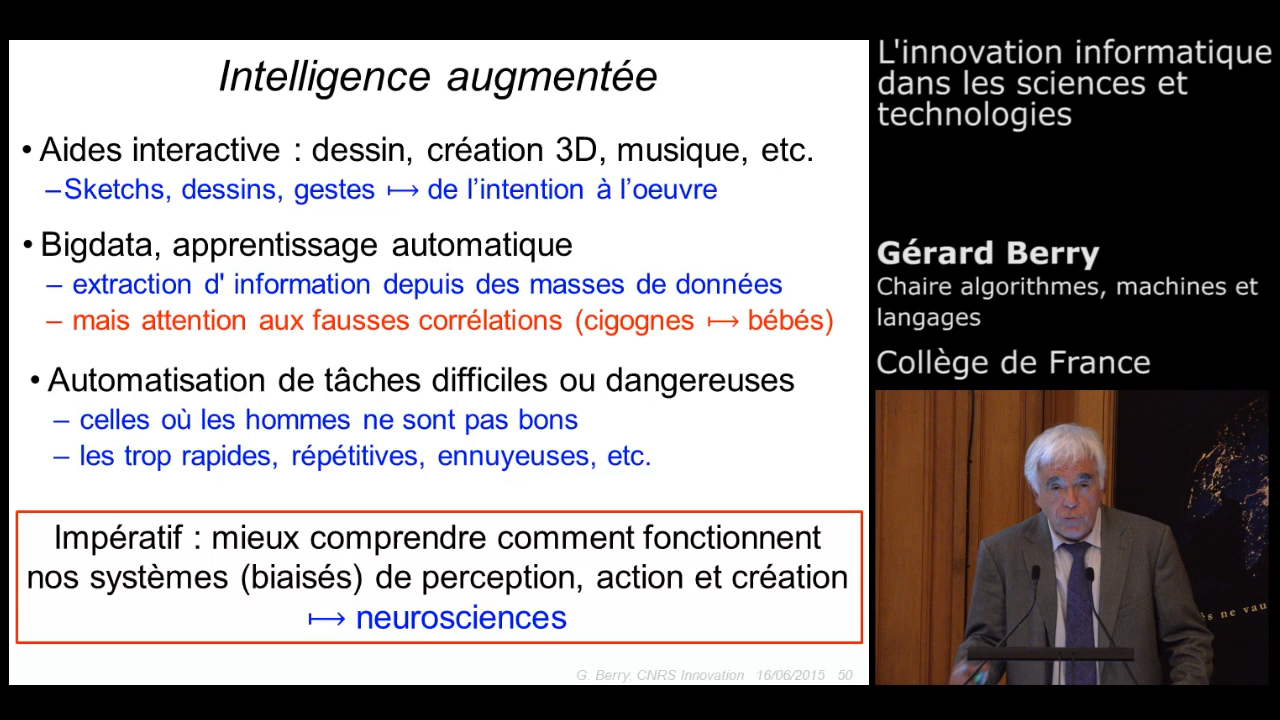 Intelligence augmentée
• Aides interactive : dessin, création 3D, musique, etc.
–Sketchs, dessins, gestes ⟼ de l’intention à l’oeuvre
• Bigdata, apprentissage automatique
– extraction d' information depuis des masses de données
– mais attention aux fausses corrélations (cigognes ⟼ bébés)
• Automatisation de tâches difficiles ou dangereuses
– celles où les hommes ne sont pas bons
– les trop rapides, répétitives, ennuyeuses, etc.
Impératif : mieux comprendre comment fonctionnent
nos systèmes (biaisés) de perception, action et création
⟼ neurosciences
G. Berry, CNRS Innovation 16/06/2015 50
L'innovation informatique
dans les sciences et
technologies
Gérard Berry
Chaire algorithmes, machines et
langages
Collège de France
ne vau